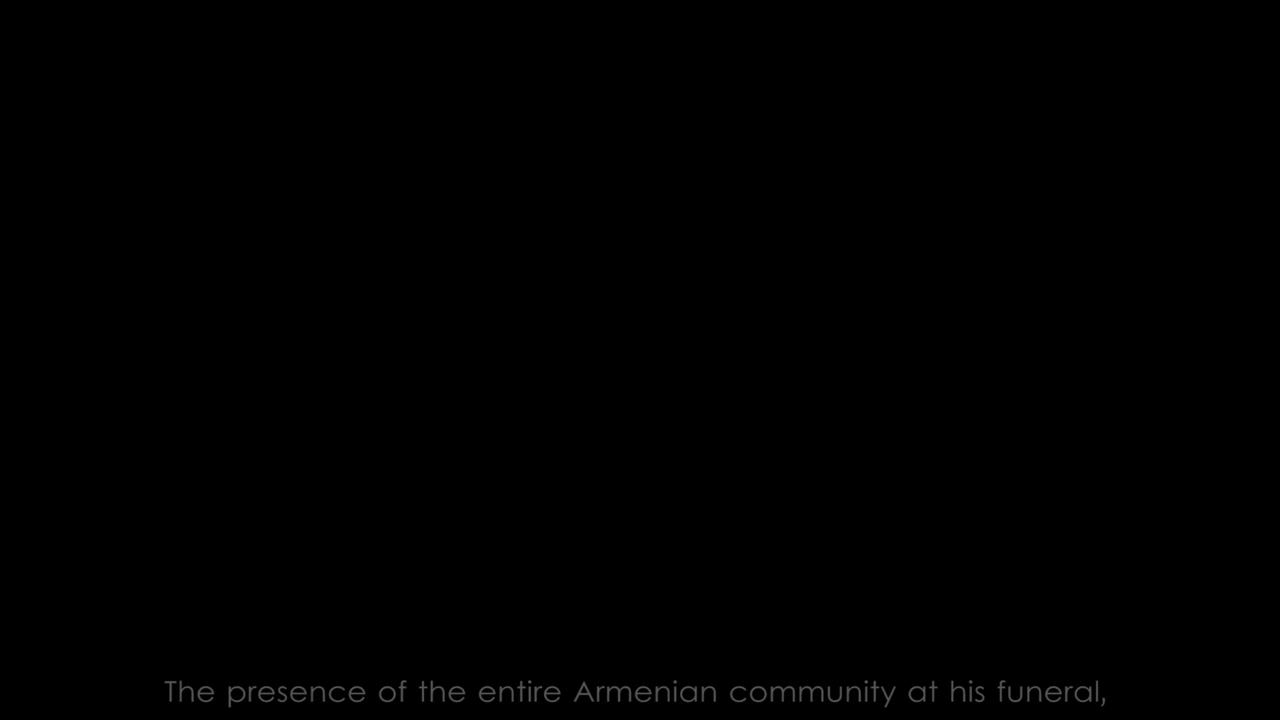 The presence of the entire Armenian community at his funeral,